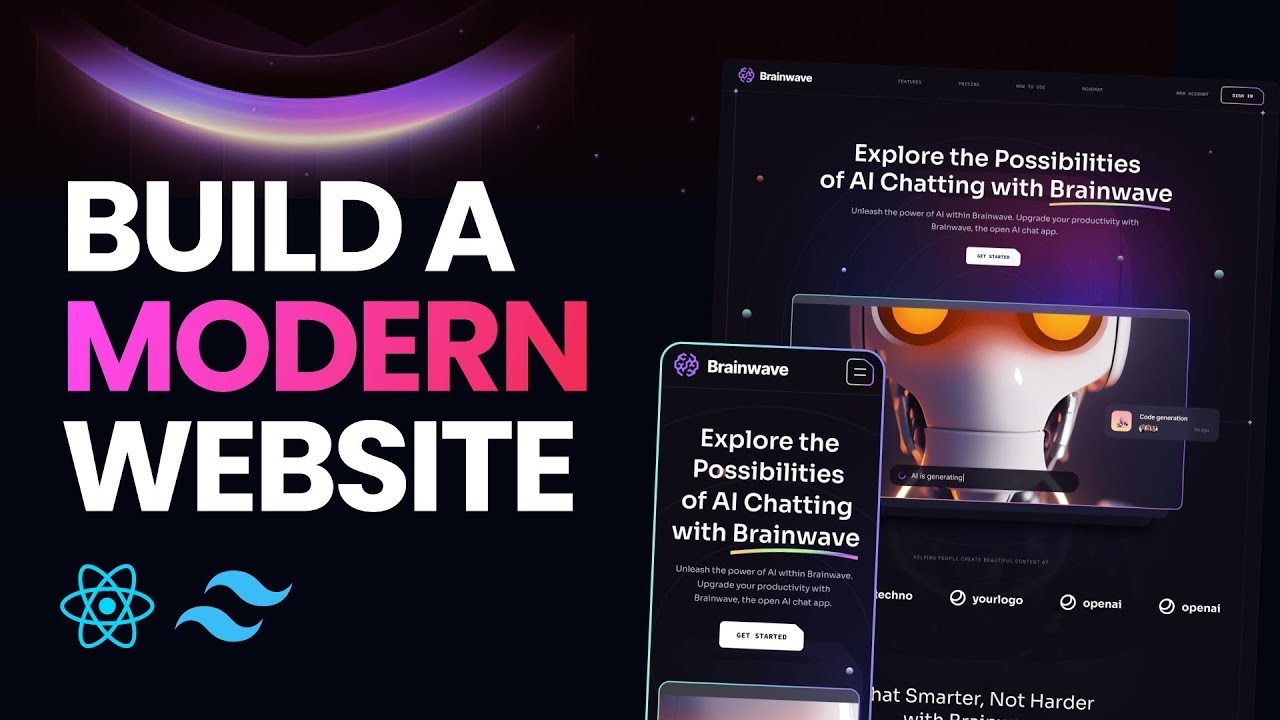 BUILD A
MODERN
WEBSITE
Brainwave
FEATURES
PRICING
HOW TO USE
ROADMAP
NEW ACCOUNT
SIGN IN
Explore the Possibilities
of AI Chatting with Brainwave
Unleash the power of AI within Brainwave. Upgrade your productivity with
Brainwave, the open AI chat app.
GET STARTED
Code generation
1m ago
AI is generating
HELPING PEOPLE CREATE BEAUTIFUL CONTENT AT
techno
yourlogo
openai
openai
hat Smarter, Not Harder
with
Brainwave
Explore the
Possibilities
of AI Chatting
with Brainwave
Unleash the power of AI within Brainwave.
Upgrade your productivity with
Brainwave, the open AI chat app.
GET STARTED